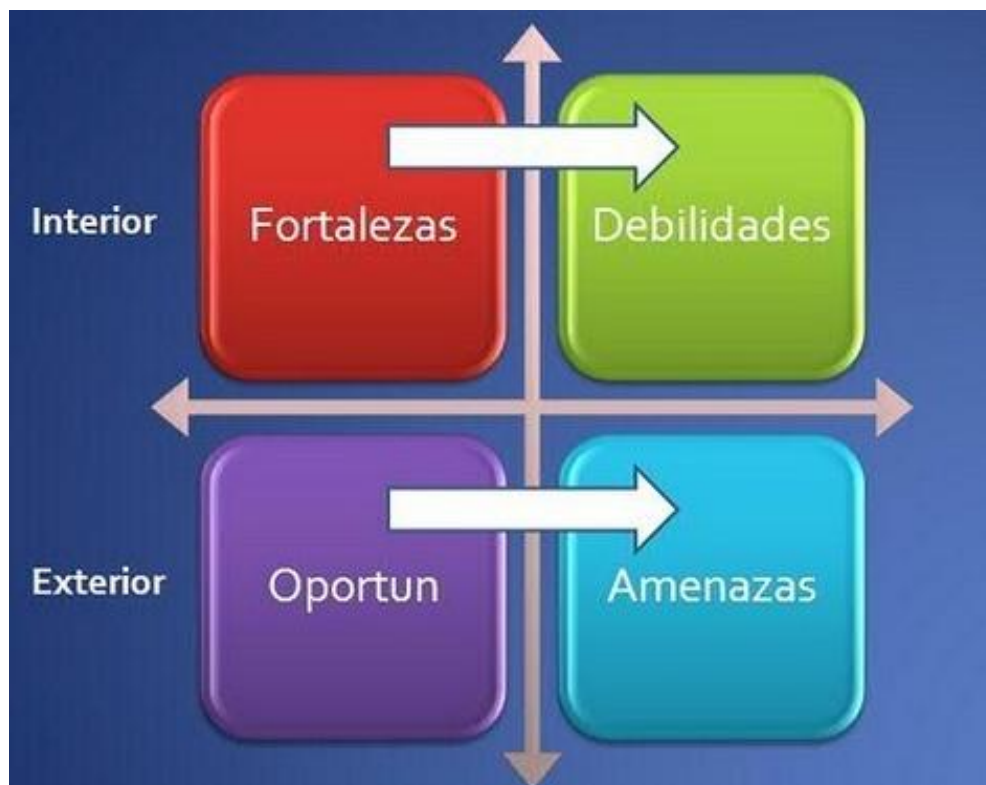 Interior
Fortalezas
Debilidades
Exterior
Oportun
Amenazas